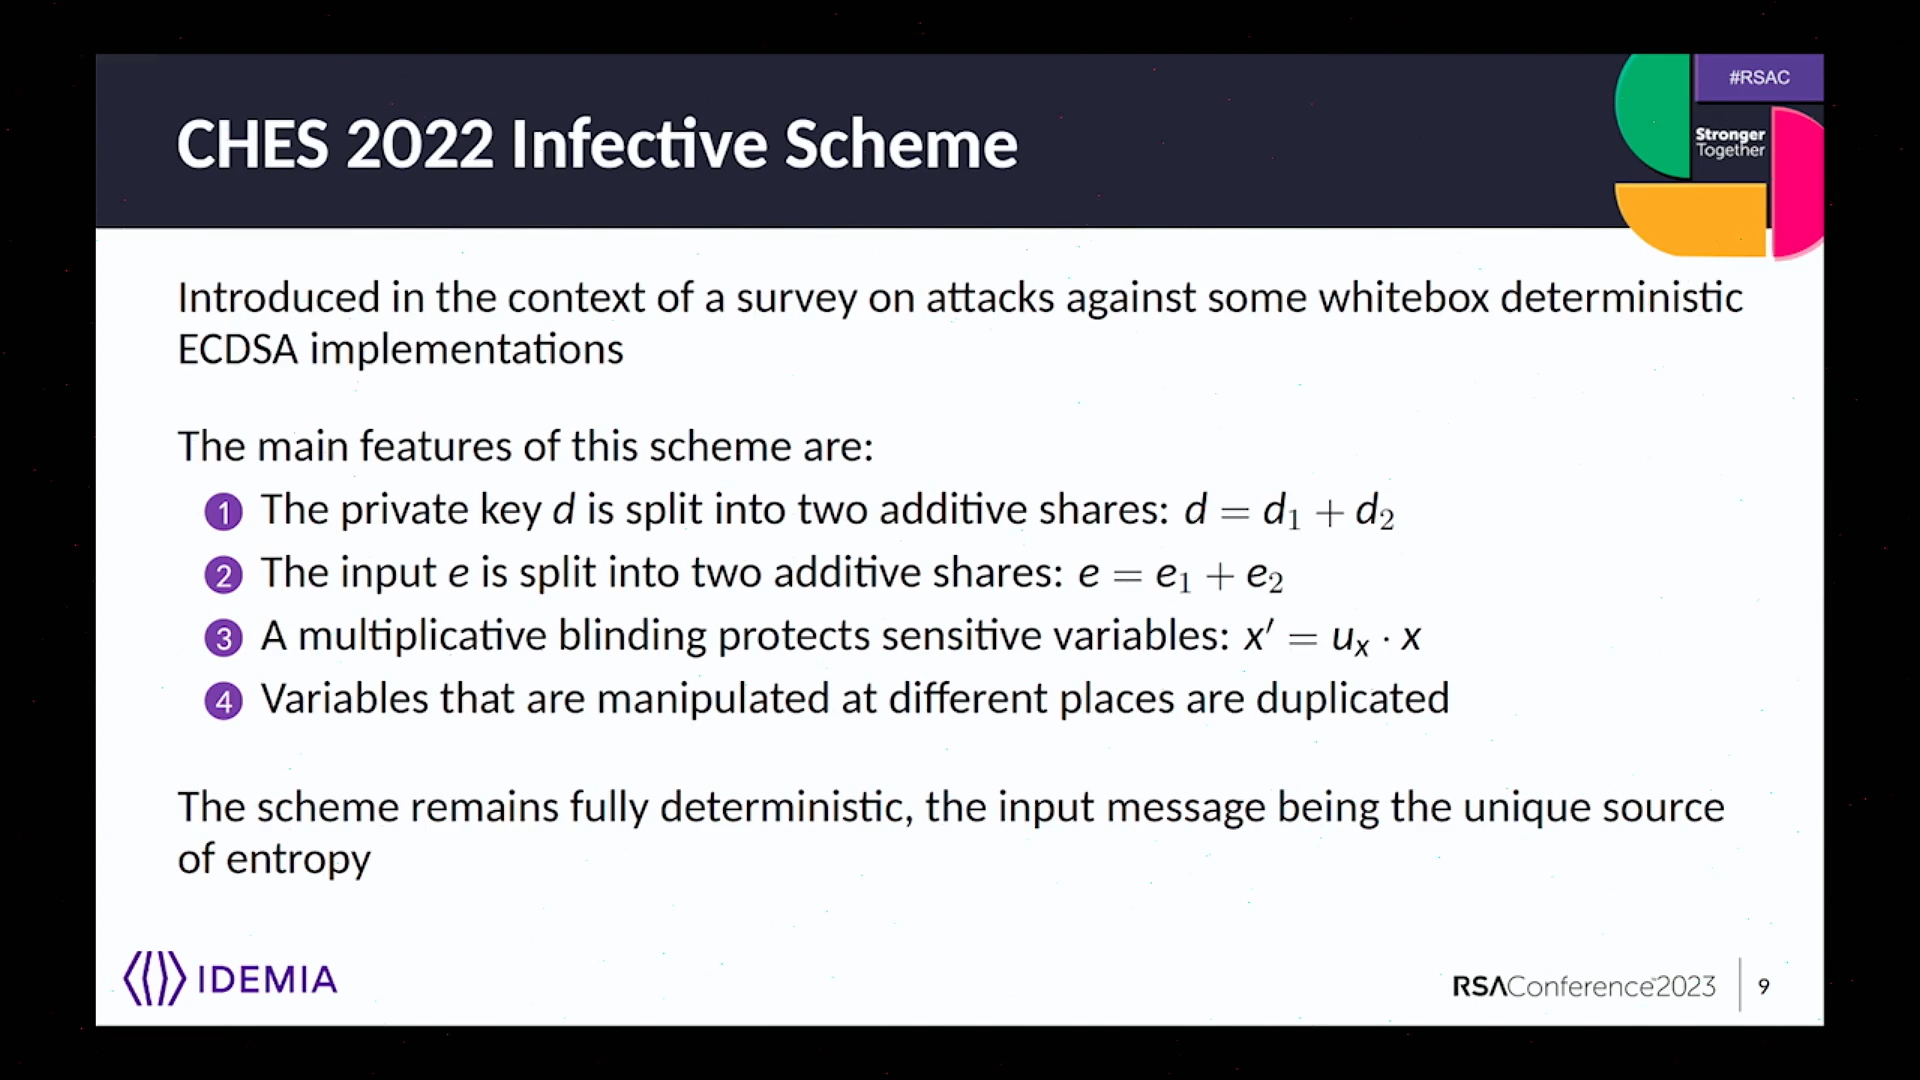 #RSAC
Stronger
Together
CHES 2022 Infective Scheme
Introduced in the context of a survey on attacks against some whitebox deterministic
ECDSA implementations
The main features of this scheme are:
1 The private key d is split into two additive shares: d = d₁ + d₂
2 The input e is split into two additive shares: e = e₁ + e₂
3 A multiplicative blinding protects sensitive variables: x′ = uₓ · x
4 Variables that are manipulated at different places are duplicated
The scheme remains fully deterministic, the input message being the unique source
of entropy
IDEMIA
RSAConference™2023
9